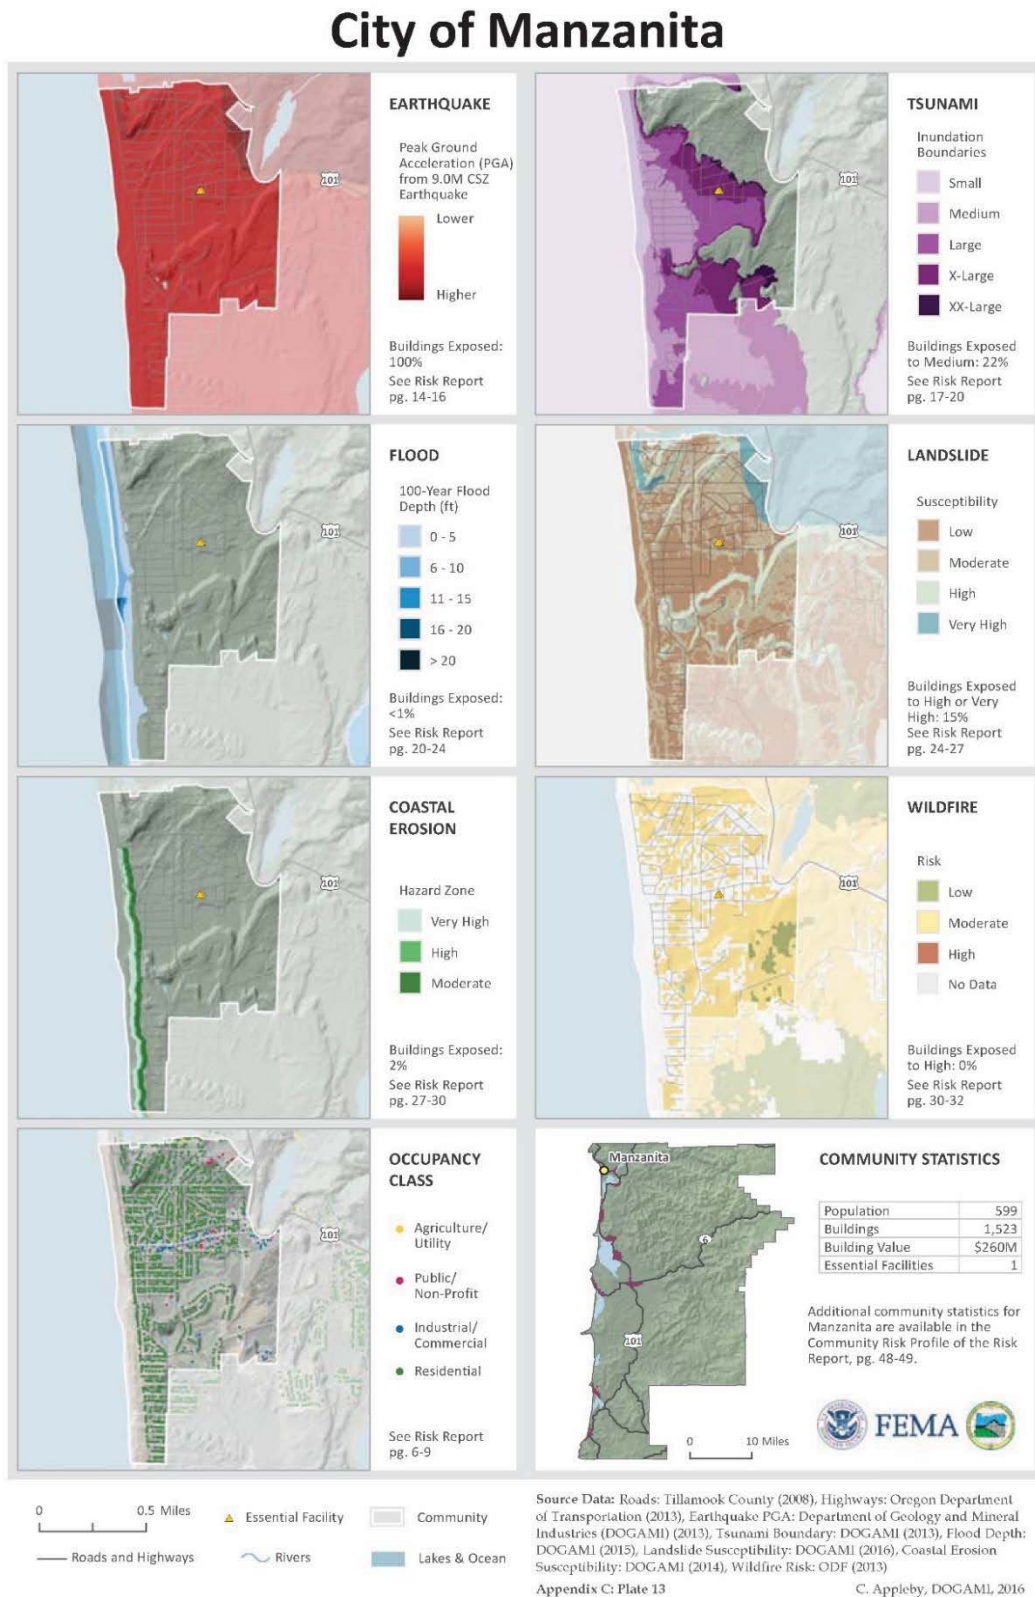 City of Manzanita
EARTHQUAKE
Peak Ground
Acceleration (PGA)
from 9.0M CSZ
Earthquake
Lower
Higher
Buildings Exposed:
100%
See Risk Report
pg. 14-16
101
TSUNAMI
Inundation
Boundaries
Small
Medium
Large
X-Large
XX-Large
Buildings Exposed
to Medium: 22%
See Risk Report
pg. 17-20
101
FLOOD
100-Year Flood
Depth (ft)
0 - 5
6 - 10
11 - 15
16 - 20
> 20
Buildings Exposed:
<1%
See Risk Report
pg. 20-24
101
LANDSLIDE
Susceptibility
Low
Moderate
High
Very High
Buildings Exposed
to High or Very
High: 15%
See Risk Report
pg. 24-27
101
COASTAL
EROSION
Hazard Zone
Very High
High
Moderate
Buildings Exposed:
2%
See Risk Report
pg. 27-30
101
WILDFIRE
Risk
Low
Moderate
High
No Data
Buildings Exposed
to High: 0%
See Risk Report
pg. 30-32
101
OCCUPANCY
CLASS
Agriculture/
Utility
Public/
Non-Profit
Industrial/
Commercial
Residential
See Risk Report
pg. 6-9
101
Manzanita
6
101
0 10 Miles
COMMUNITY STATISTICS
Population 599
Buildings 1,523
Building Value $260M
Essential Facilities 1
Additional community statistics for
Manzanita are available in the
Community Risk Profile of the Risk
Report, pg. 48-49.
FEMA
0 0.5 Miles
Essential Facility
Community
Roads and Highways
Rivers
Lakes & Ocean
Source Data: Roads: Tillamook County (2008), Highways: Oregon Department
of Transportation (2013), Earthquake PGA: Department of Geology and Mineral
Industries (DOGAMI) (2013), Tsunami Boundary: DOGAMI (2013), Flood Depth:
DOGAMI (2015), Landslide Susceptibility: DOGAMI (2016), Coastal Erosion
Susceptibility: DOGAMI (2014), Wildfire Risk: ODF (2013)
Appendix C: Plate 13
C. Appleby, DOGAMI, 2016